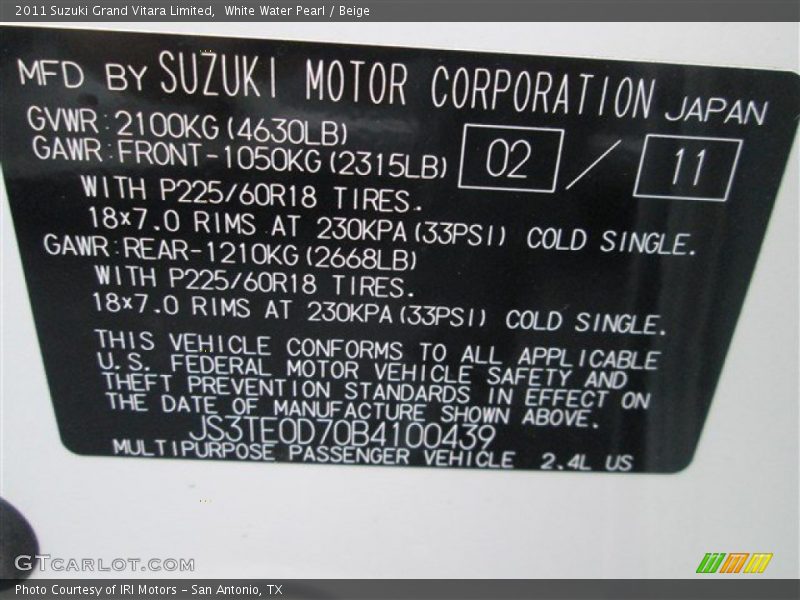 2011 Suzuki Grand Vitara Limited,  White Water Pearl / Beige
MFD BY SUZUKI MOTOR CORPORATION JAPAN
GVWR:2100KG(4630LB)
GAWR:FRONT-1050KG(2315LB) 02 / 11
WITH P225/60R18 TIRES.
18×7.0 RIMS AT 230KPA(33PSI) COLD SINGLE.
GAWR:REAR-1210KG(2668LB)
WITH P225/60R18 TIRES.
18×7.0 RIMS AT 230KPA(33PSI) COLD SINGLE.
THIS VEHICLE CONFORMS TO ALL APPLICABLE
U.S. FEDERAL MOTOR VEHICLE SAFETY AND
THEFT PREVENTION STANDARDS IN EFFECT ON
THE DATE OF MANUFACTURE SHOWN ABOVE.
JS3TE0D70B4100439
MULTIPURPOSE PASSENGER VEHICLE 2.4L US
GTCARLOT.COM
Photo Courtesy of IRI Motors – San Antonio, TX